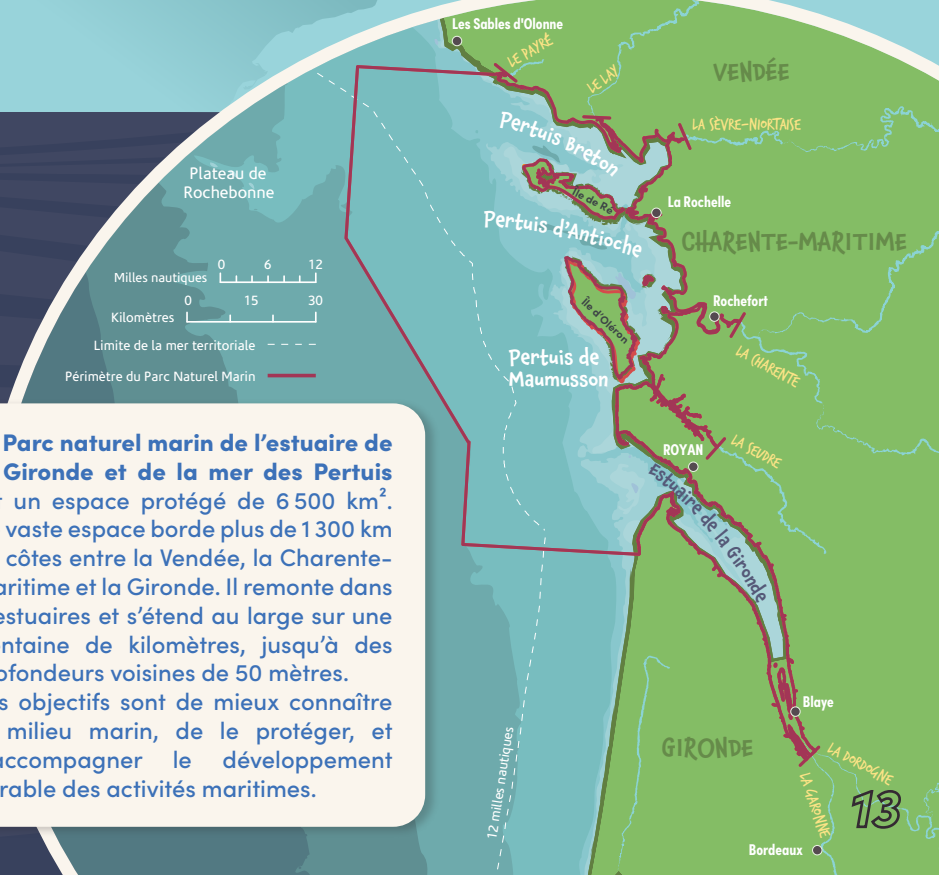 Les Sables d'Olonne
LE PAYRÉ
LE LAY
VENDÉE
LA SÈVRE-NIORTAISE
Pertuis Breton
Plateau de
Rochebonne
Île de Ré
La Rochelle
Pertuis d'Antioche
CHARENTE-MARITIME
Milles nautiques 0 6 12
Kilomètres 0 15 30
Limite de la mer territoriale
Périmètre du Parc Naturel Marin
Île d'Oléron
Rochefort
LA CHARENTE
Pertuis de
Maumusson
LA SEUDRE
ROYAN
Estuaire de la Gironde
Parc naturel marin de l'estuaire de
Gironde et de la mer des Pertuis
un espace protégé de 6 500 km².
vaste espace borde plus de 1 300 km
côtes entre la Vendée, la Charente-
et la Gironde. Il remonte dans
estuaires et s'étend au large sur une
de kilomètres, jusqu'à des
voisines de 50 mètres.
objectifs sont de mieux connaître
milieu marin, de le protéger, et
le développement
des activités maritimes.
12 milles nautiques
Blaye
GIRONDE
LA DORDOGNE
LA GARONNE
Bordeaux
13